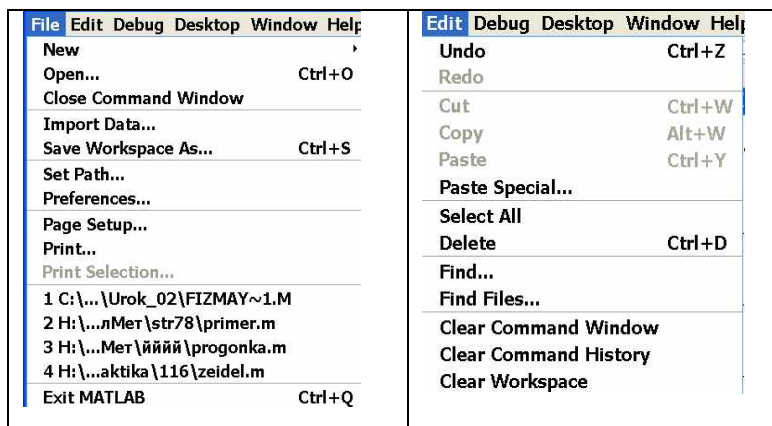 File Edit Debug Desktop Window Help
New
Open... Ctrl+O
Close Command Window
Import Data...
Save Workspace As... Ctrl+S
Set Path...
Preferences...
Page Setup...
Print...
Print Selection...
1 C:\...\Urok_02\FIZMAY~1.M
2 H:\...лМет\str78\primer.m
3 H:\...Мет\йййй\progonka.m
4 H:\...aktika\116\zeidel.m
Exit MATLAB Ctrl+Q
Edit Debug Desktop Window Help
Undo Ctrl+Z
Redo
Cut Ctrl+W
Copy Alt+W
Paste Ctrl+Y
Paste Special...
Select All
Delete Ctrl+D
Find...
Find Files...
Clear Command Window
Clear Command History
Clear Workspace